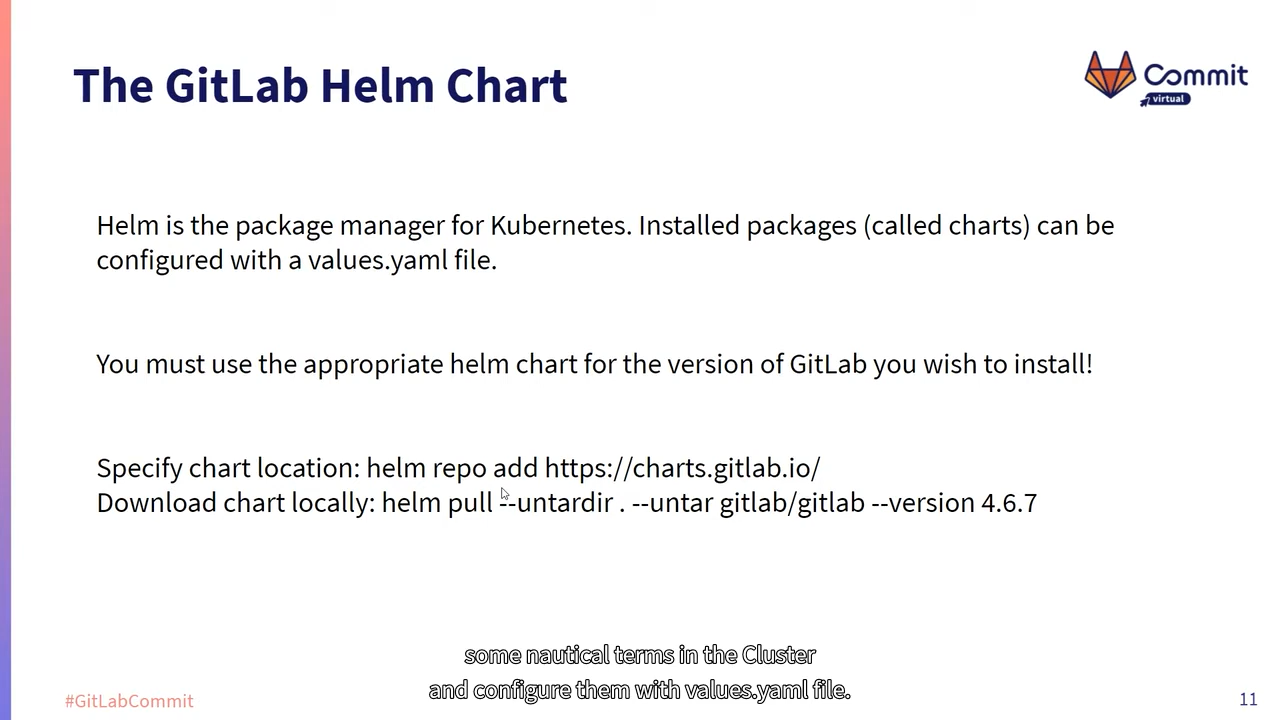 The GitLab Helm Chart
Commit
virtual
Helm is the package manager for Kubernetes. Installed packages (called charts) can be
configured with a values.yaml file.
You must use the appropriate helm chart for the version of GitLab you wish to install!
Specify chart location: helm repo add https://charts.gitlab.io/
Download chart locally: helm pull --untardir . --untar gitlab/gitlab --version 4.6.7
some nautical terms in the Cluster
and configure them with values.yaml file.
#GitLabCommit
11